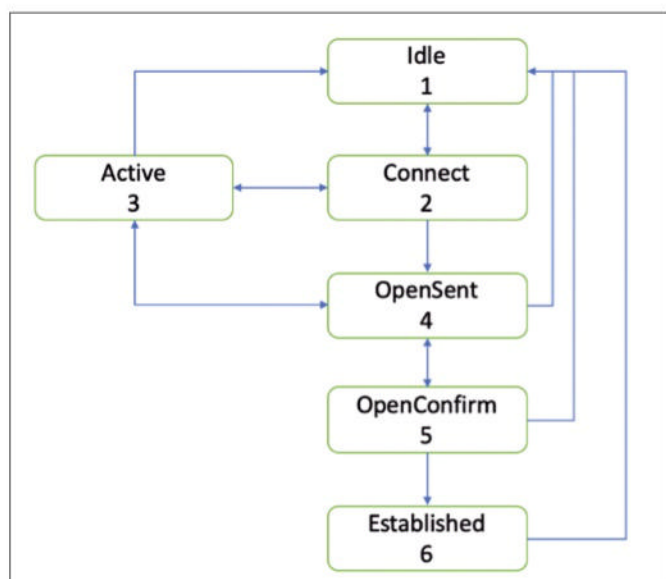 Idle
1
Active
3
Connect
2
OpenSent
4
OpenConfirm
5
Established
6